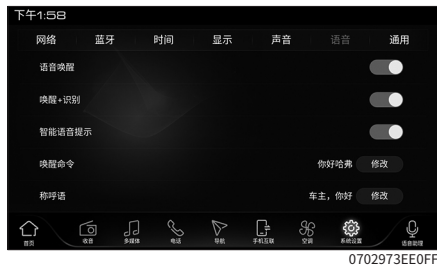 下午1:58
网络 蓝牙 时间 显示 声音 语音 通用
语音唤醒
唤醒+识别
智能语音提示
唤醒命令 你好哈弗 修改
称呼语 车主，你好 修改
首页 收音 多媒体 电话 导航 手机互联 空调 系统设置 语音助理
0702973EE0FF